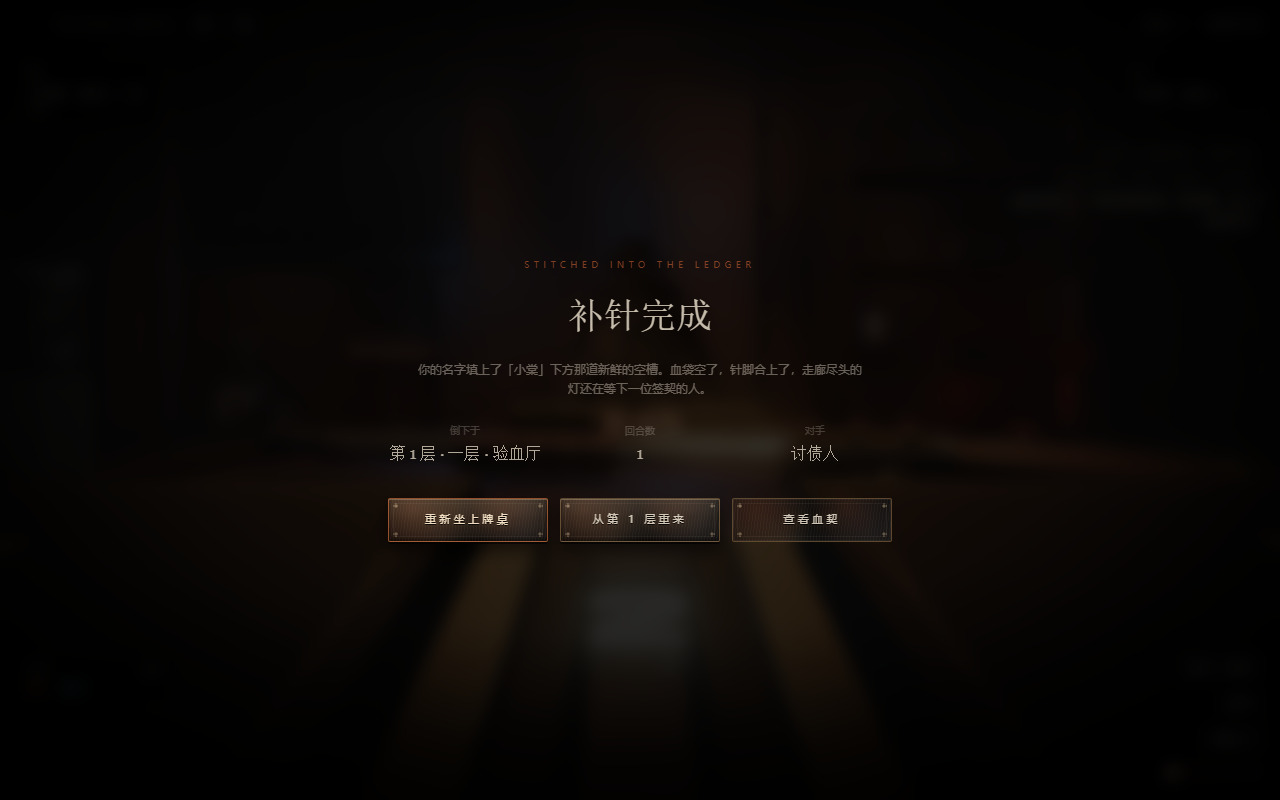 STITCHED INTO THE LEDGER
补针完成
你的名字填上了「小棠」下方那道新鲜的空槽。血袋空了，针脚合上了，走廊尽头的
灯还在等下一位签契的人。
倒下于 回合数 对手
第 1 层 · 一层 · 验血厅 1 讨债人
重新坐上牌桌 从第 1 层重来 查看血契